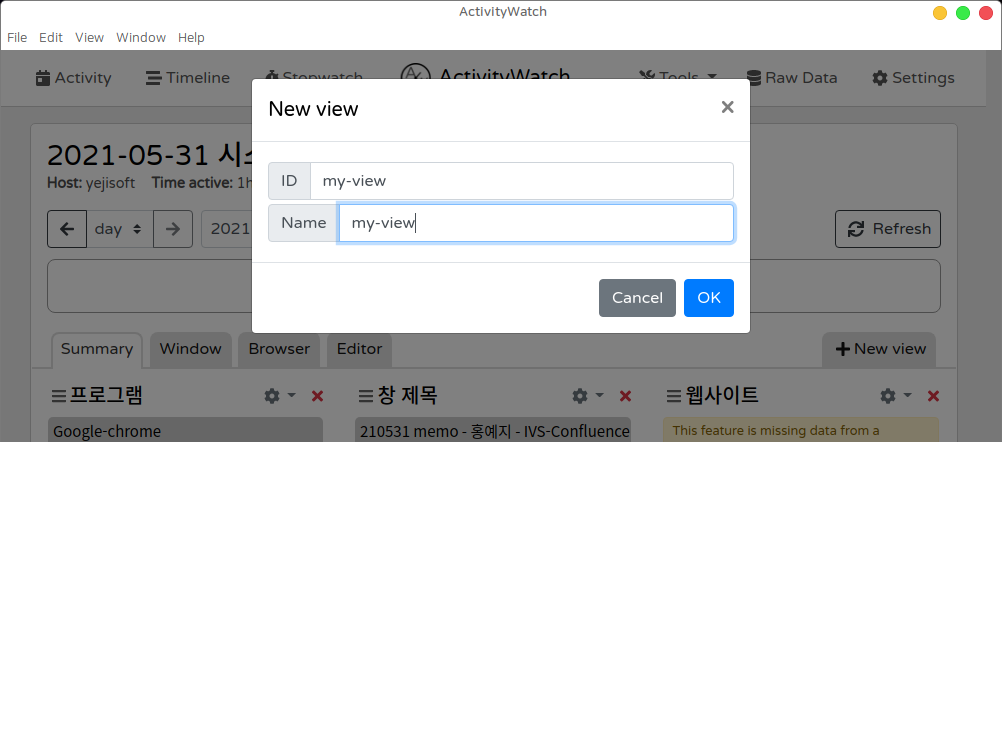 ActivityWatch
File Edit View Window Help
Activity Timeline Stopwatch ActivityWatch Tools Raw Data Settings
New view
2021-05-31
Host: yejisoft Time active: 1h
ID my-view
Name my-view
day 2021 Refresh
Cancel OK
Summary Window Browser Editor New view
프로그램 창 제목 웹사이트
Google-chrome 210531 memo - 홍예지 - IVS-Confluence This feature is missing data from a